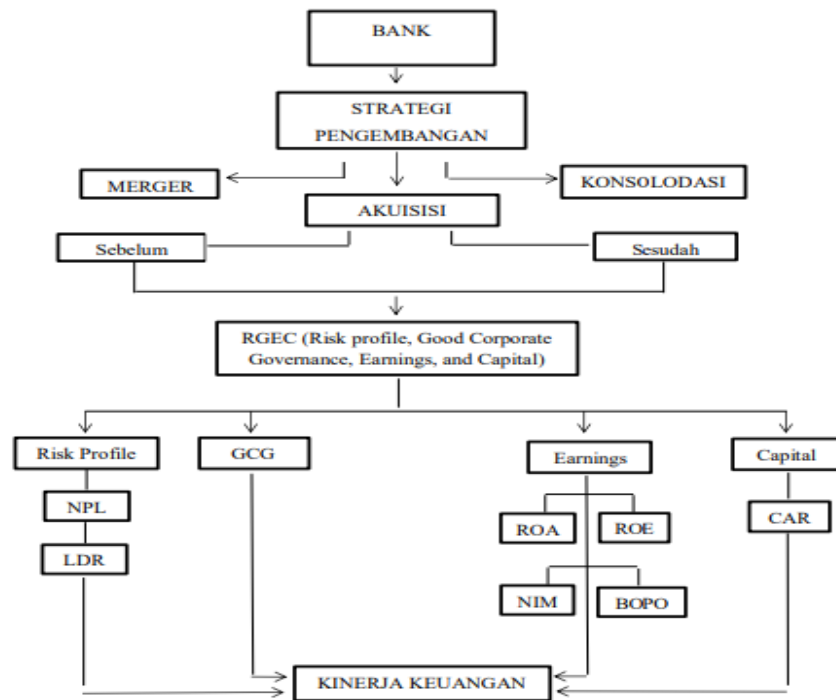 BANK
STRATEGI
PENGEMBANGAN
MERGER
KONSOLODASI
AKUISISI
Sebelum
Sesudah
RGEC (Risk profile, Good Corporate
Governance, Earnings, and Capital)
Risk Profile
GCG
Earnings
Capital
NPL
ROA
ROE
CAR
LDR
NIM
BOPO
KINERJA KEUANGAN